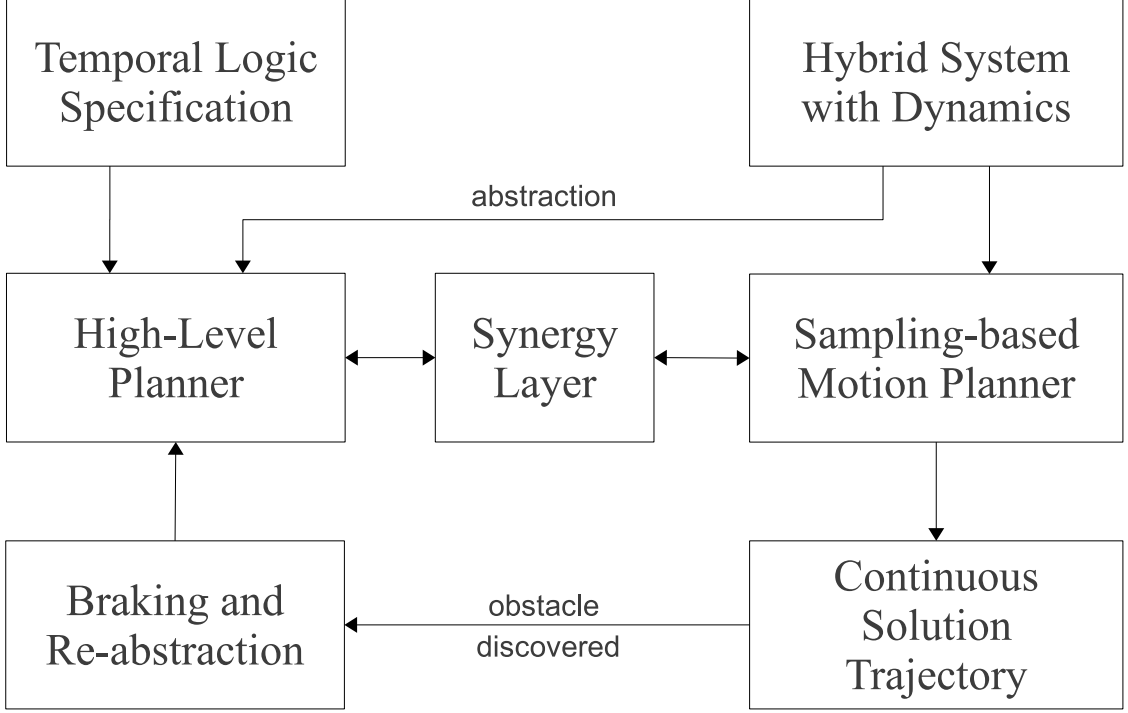 Temporal Logic
Specification
Hybrid System
with Dynamics
abstraction
High-Level
Planner
Synergy
Layer
Sampling-based
Motion Planner
Braking and
Re-abstraction
obstacle
discovered
Continuous
Solution
Trajectory